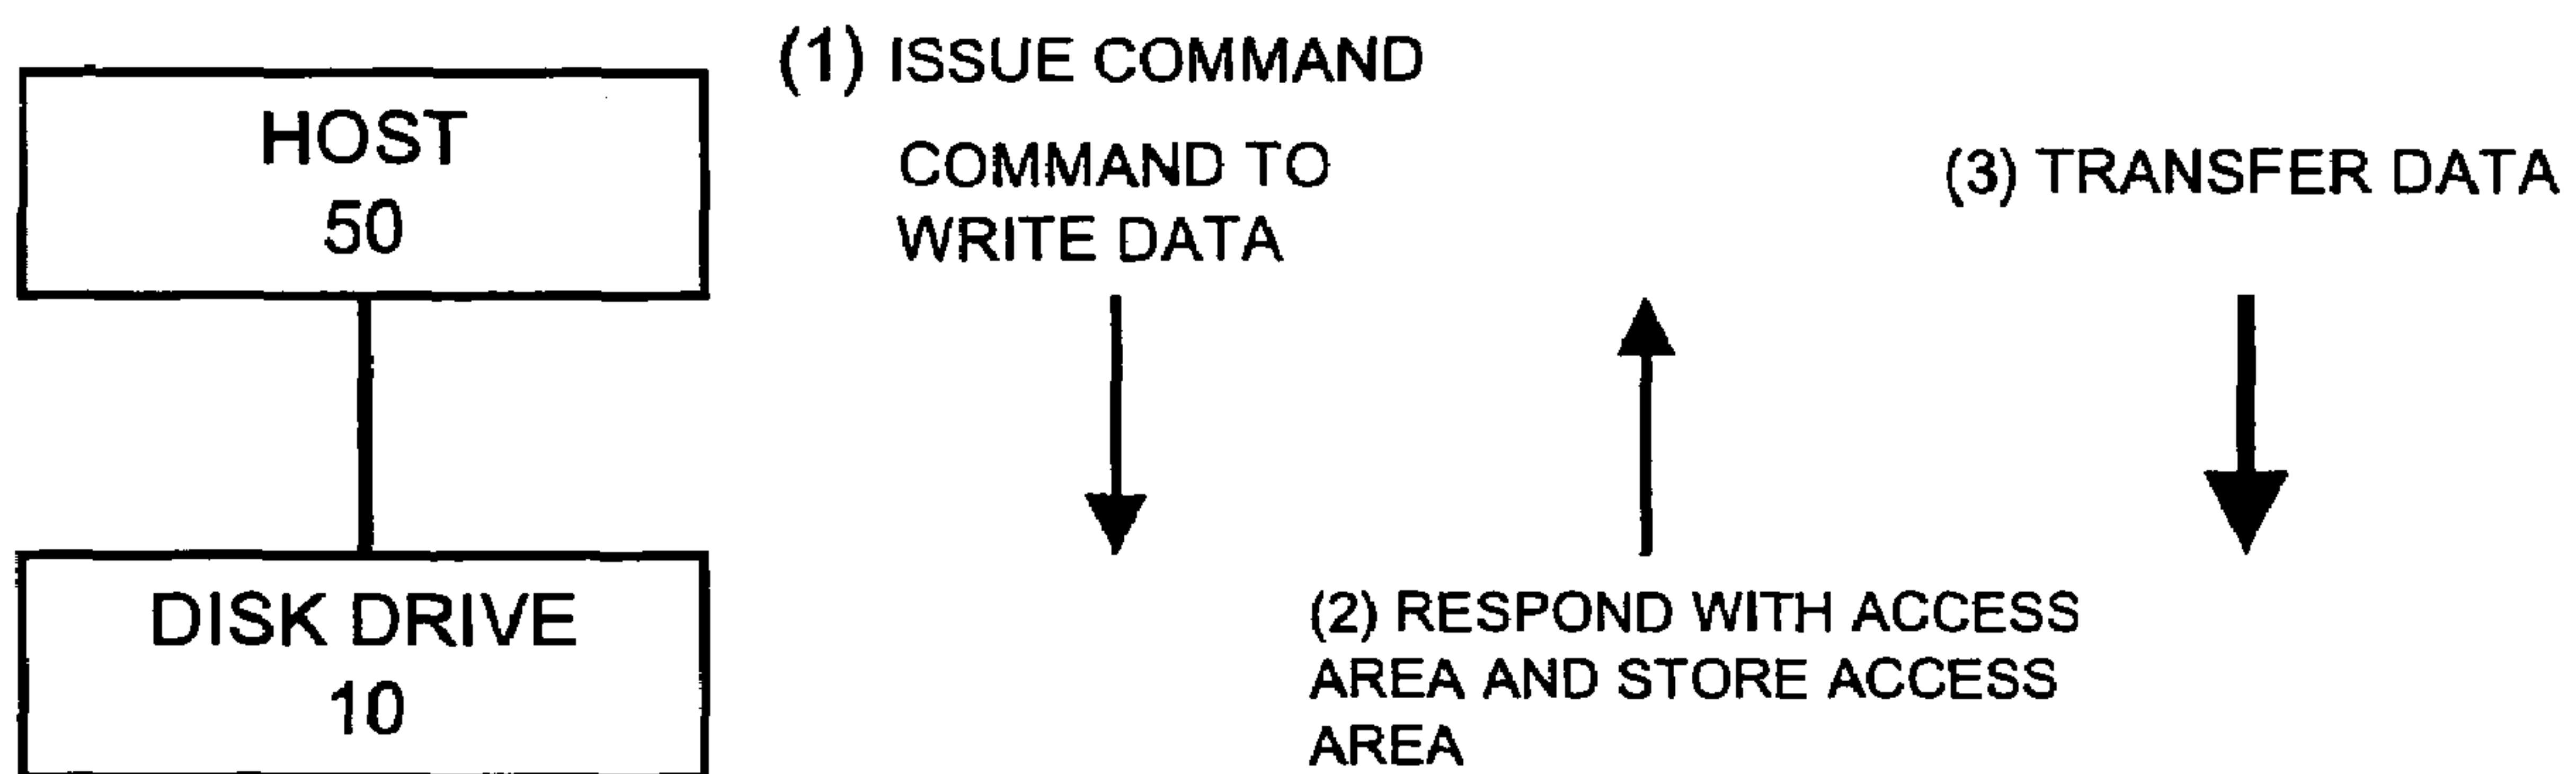 HOST
50
(1) ISSUE COMMAND
COMMAND TO
WRITE DATA
(3) TRANSFER DATA
DISK DRIVE
10
(2) RESPOND WITH ACCESS
AREA AND STORE ACCESS
AREA